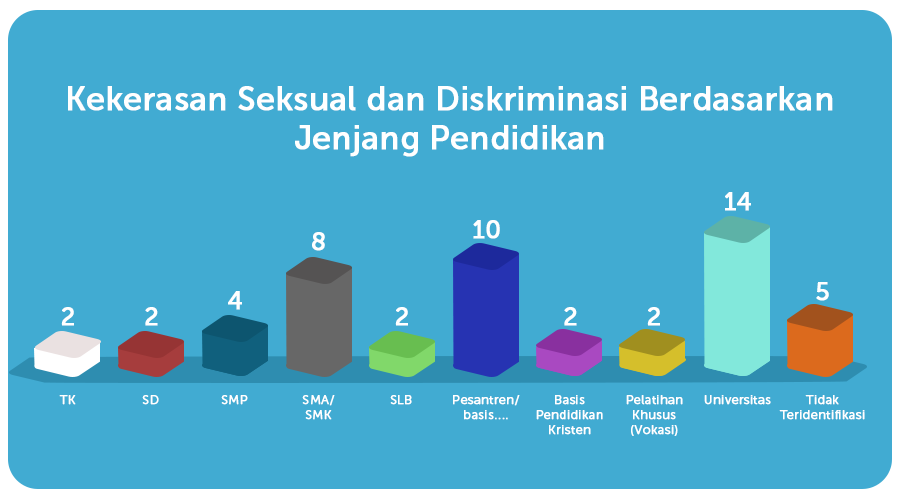 Kekerasan Seksual dan Diskriminasi Berdasarkan
Jenjang Pendidikan
2
2
4
8
2
10
2
2
14
5
TK
SD
SMP
SMA/
SMK
SLB
Pesantren/
basis....
Basis
Pendidikan
Kristen
Pelatihan
Khusus
(Vokasi)
Universitas
Tidak
Teridentifikasi